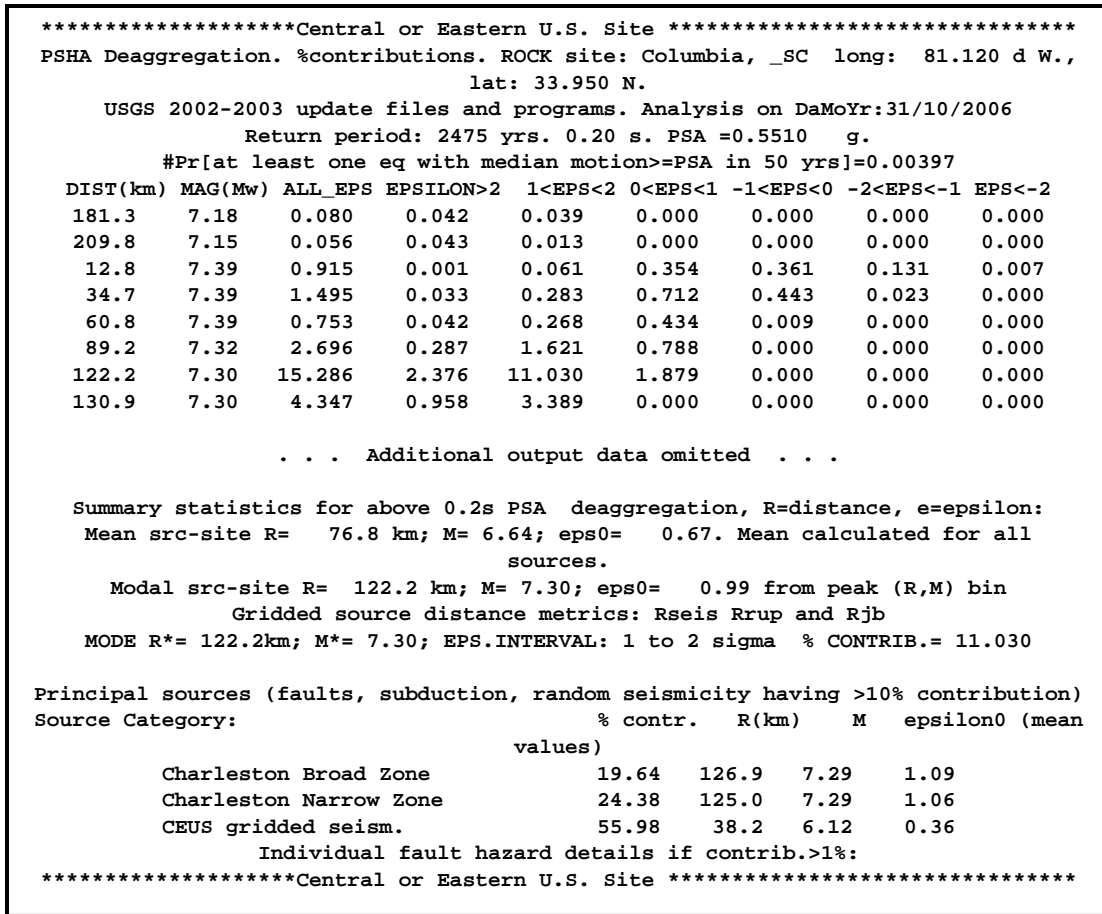 ********************Central or Eastern U.S. Site ********************************
PSHA Deaggregation. %contributions. ROCK site: Columbia, _SC long: 81.120 d W.,
lat: 33.950 N.
USGS 2002-2003 update files and programs. Analysis on DaMoYr:31/10/2006
Return period: 2475 yrs. 0.20 s. PSA =0.5510 g.
#Pr[at least one eq with median motion>=PSA in 50 yrs]=0.00397
DIST(km) MAG(Mw) ALL_EPS EPSILON>2 1<EPS<2 0<EPS<1 -1<EPS<0 -2<EPS<-1 EPS<-2
181.3 7.18 0.080 0.042 0.039 0.000 0.000 0.000 0.000
209.8 7.15 0.056 0.043 0.013 0.000 0.000 0.000 0.000
12.8 7.39 0.915 0.001 0.061 0.354 0.361 0.131 0.007
34.7 7.39 1.495 0.033 0.283 0.712 0.443 0.023 0.000
60.8 7.39 0.753 0.042 0.268 0.434 0.009 0.000 0.000
89.2 7.32 2.696 0.287 1.621 0.788 0.000 0.000 0.000
122.2 7.30 15.286 2.376 11.030 1.879 0.000 0.000 0.000
130.9 7.30 4.347 0.958 3.389 0.000 0.000 0.000 0.000
. . . Additional output data omitted . . .
Summary statistics for above 0.2s PSA deaggregation, R=distance, e=epsilon:
Mean src-site R= 76.8 km; M= 6.64; eps0= 0.67. Mean calculated for all
sources.
Modal src-site R= 122.2 km; M= 7.30; eps0= 0.99 from peak (R,M) bin
Gridded source distance metrics: Rseis Rrup and Rjb
MODE R*= 122.2km; M*= 7.30; EPS.INTERVAL: 1 to 2 sigma % CONTRIB.= 11.030
Principal sources (faults, subduction, random seismicity having >10% contribution)
Source Category: % contr. R(km) M epsilon0 (mean
values)
Charleston Broad Zone 19.64 126.9 7.29 1.09
Charleston Narrow Zone 24.38 125.0 7.29 1.06
CEUS gridded seism. 55.98 38.2 6.12 0.36
Individual fault hazard details if contrib.>1%:
********************Central or Eastern U.S. Site ********************************